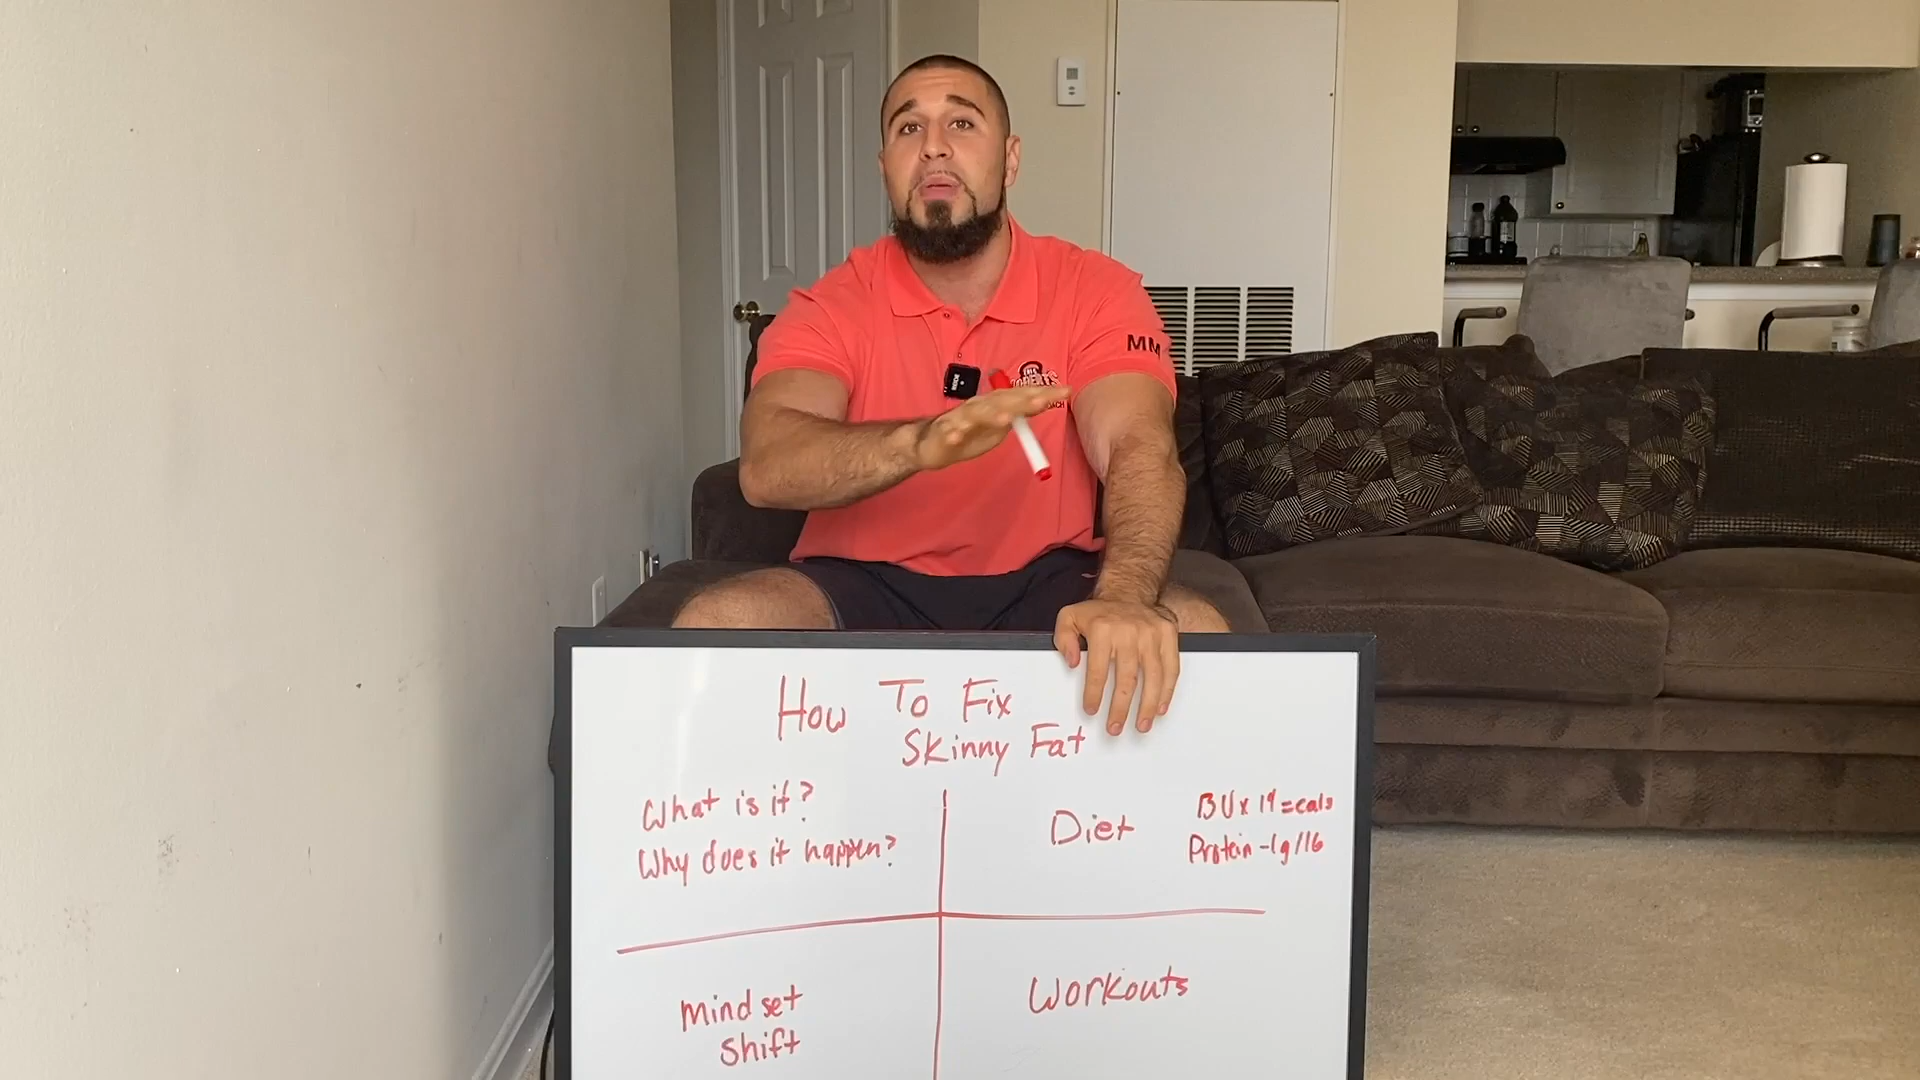 How To Fix
Skinny Fat
What is it?
Why does it happen?
Diet
BW x 14 = cals
Protein - 1g/lb
Mindset
Shift
Workouts
MM